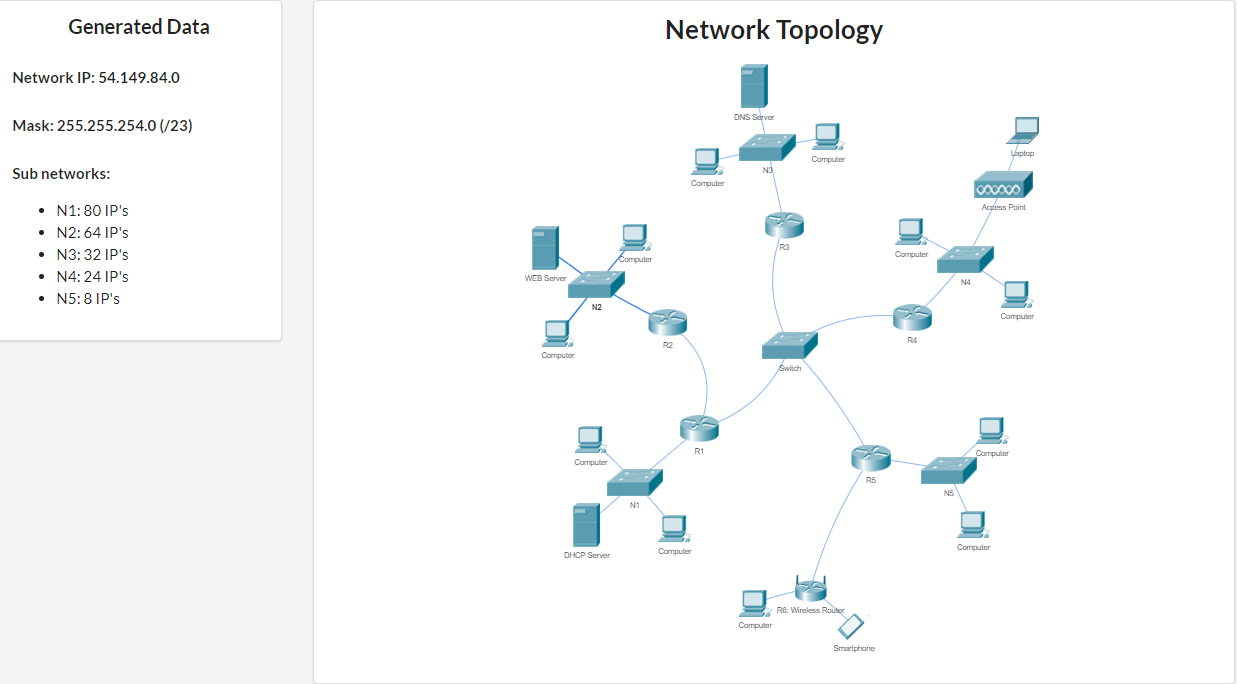 Generated Data
Network IP: 54.149.84.0
Mask: 255.255.254.0 (/23)
Sub networks:
N1: 80 IP's
N2: 64 IP's
N3: 32 IP's
N4: 24 IP's
N5: 8 IP's
Network Topology
DNS Server
Computer
N3
Computer
Laptop
Access Point
R3
Computer
WEB Server
Computer
N4
N2
Computer
R2
R4
Computer
Switch
R1
Computer
Computer
R5
N5
N1
Computer
DHCP Server
Computer
R6: Wireless Router
Computer
Smartphone